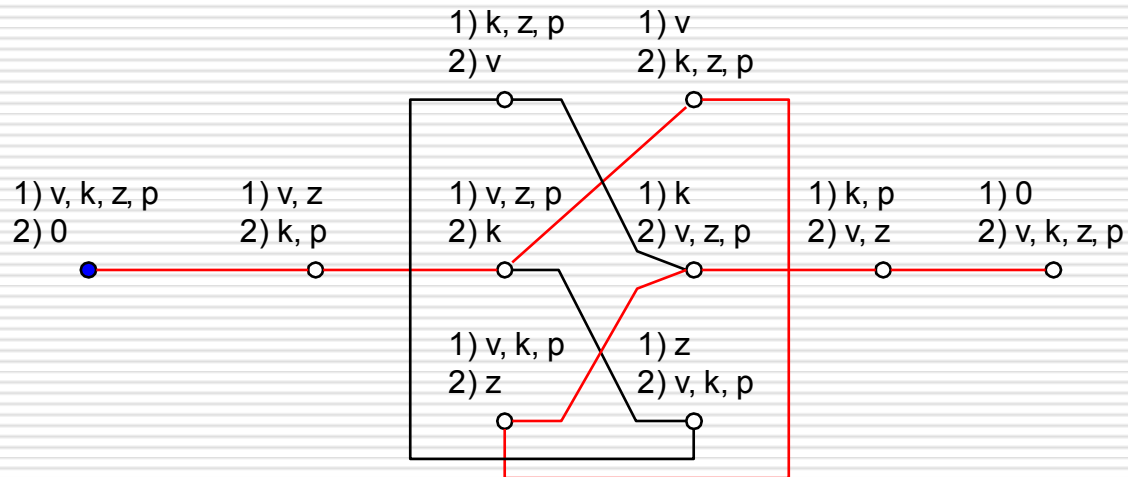 1) k, z, p
2) v
1) v
2) k, z, p
1) v, k, z, p
2) 0
1) v, z
2) k, p
1) v, z, p
2) k
1) k
2) v, z, p
1) k, p
2) v, z
1) 0
2) v, k, z, p
1) v, k, p
2) z
1) z
2) v, k, p